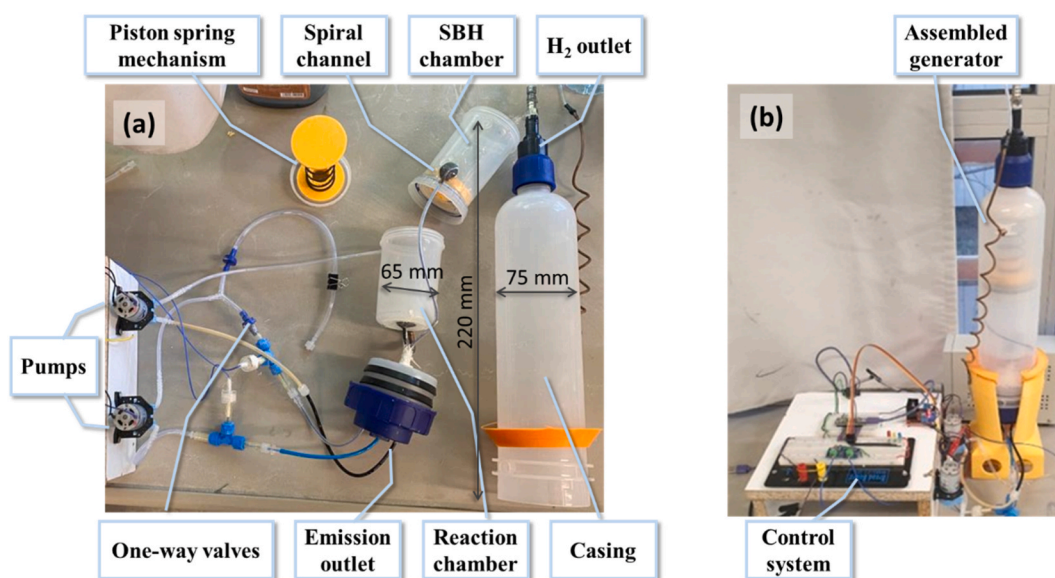 Piston spring
mechanism
Spiral
channel
SBH
chamber
H₂ outlet
Assembled
generator
(a)
(b)
65 mm
75 mm
220 mm
Pumps
One-way valves
Emission
outlet
Reaction
chamber
Casing
Control
system